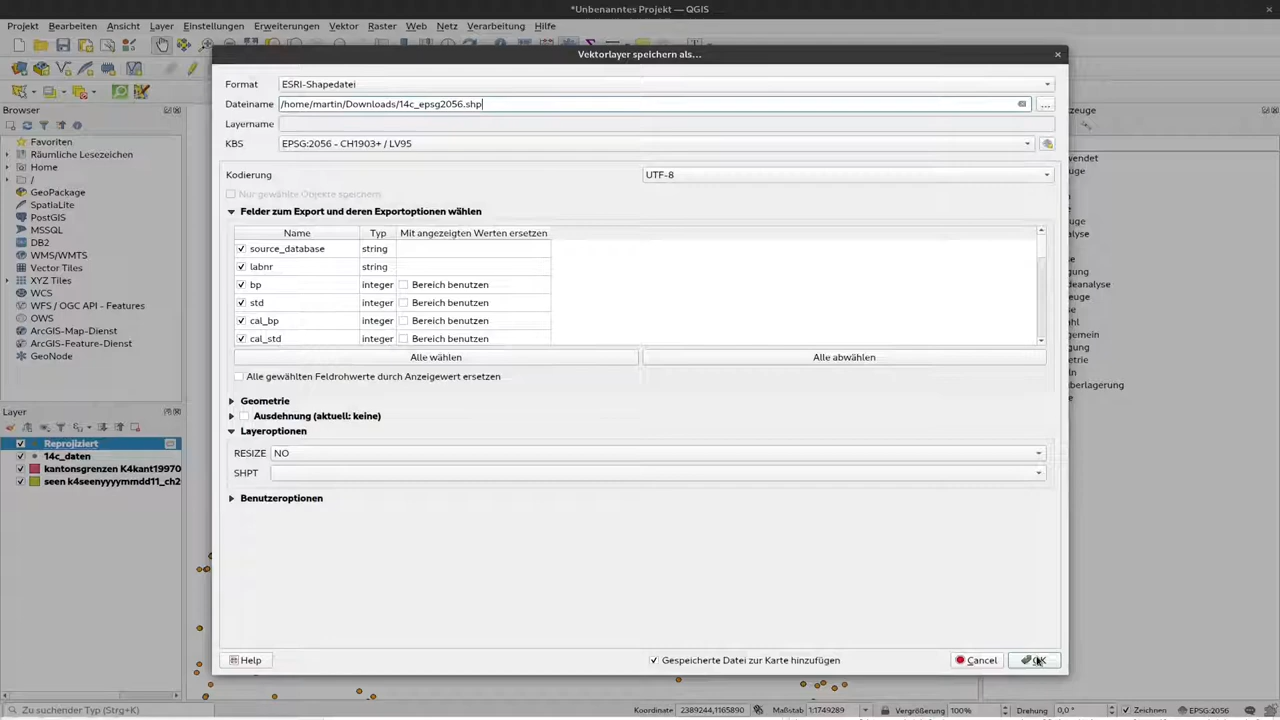 *Unbenanntes Projekt — QGIS
Projekt Bearbeiten Ansicht Layer Einstellungen Erweiterungen Vektor Raster Web Netz Verarbeitung Hilfe
Vektorlayer speichern als...
Format ESRI-Shapedatei
Dateiname /home/martin/Downloads/14c_epsg2056.shp
Layername
KBS EPSG:2056 - CH1903+ / LV95
Kodierung UTF-8
Nur gewählte Objekte speichern
Felder zum Export und deren Exportoptionen wählen
Name Typ Mit angezeigten Werten ersetzen
source_database string
labnr string
bp integer Bereich benutzen
std integer Bereich benutzen
cal_bp integer Bereich benutzen
cal_std integer Bereich benutzen
Alle wählen Alle abwählen
Alle gewählten Feldrohwerte durch Anzeigewert ersetzen
Geometrie
Ausdehnung (aktuell: keine)
Layeroptionen
RESIZE NO
SHPT
Benutzeroptionen
Help Gespeicherte Datei zur Karte hinzufügen Cancel OK
Browser
Favoriten
Räumliche Lesezeichen
Home
/
GeoPackage
SpatiaLite
PostGIS
MSSQL
DB2
WMS/WMTS
Vector Tiles
XYZ Tiles
WCS
WFS / OGC API - Features
OWS
ArcGIS-Map-Dienst
ArcGIS-Feature-Dienst
GeoNode
Layer
Reprojiziert
14c_daten
kantonsgrenzen K4kant19970
seen k4seenyyyymmdd11_ch2
Zu suchender Typ (Strg+K) Koordinate 2389244,1165890 Maßstab 1:1749289 Vergrößerung 100% Drehung 0,0 ° Zeichnen EPSG:2056